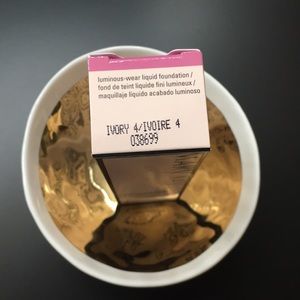 luminous-wear liquid foundation /
fond de teint liquide fini lumineux /
maquillaje líquido acabado luminoso
IVORY 4/IVOIRE 4
038699